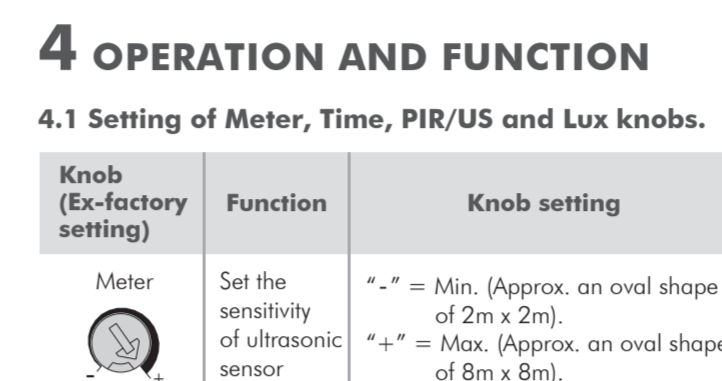 4 OPERATION AND FUNCTION
4.1 Setting of Meter, Time, PIR/US and Lux knobs.
Knob
(Ex-factory
setting)
Function
Knob setting
Meter
- +
Set the
sensitivity
of ultrasonic
sensor
"-" = Min. (Approx. an oval shape
of 2m x 2m).
"+" = Max. (Approx. an oval shape
of 8m x 8m).